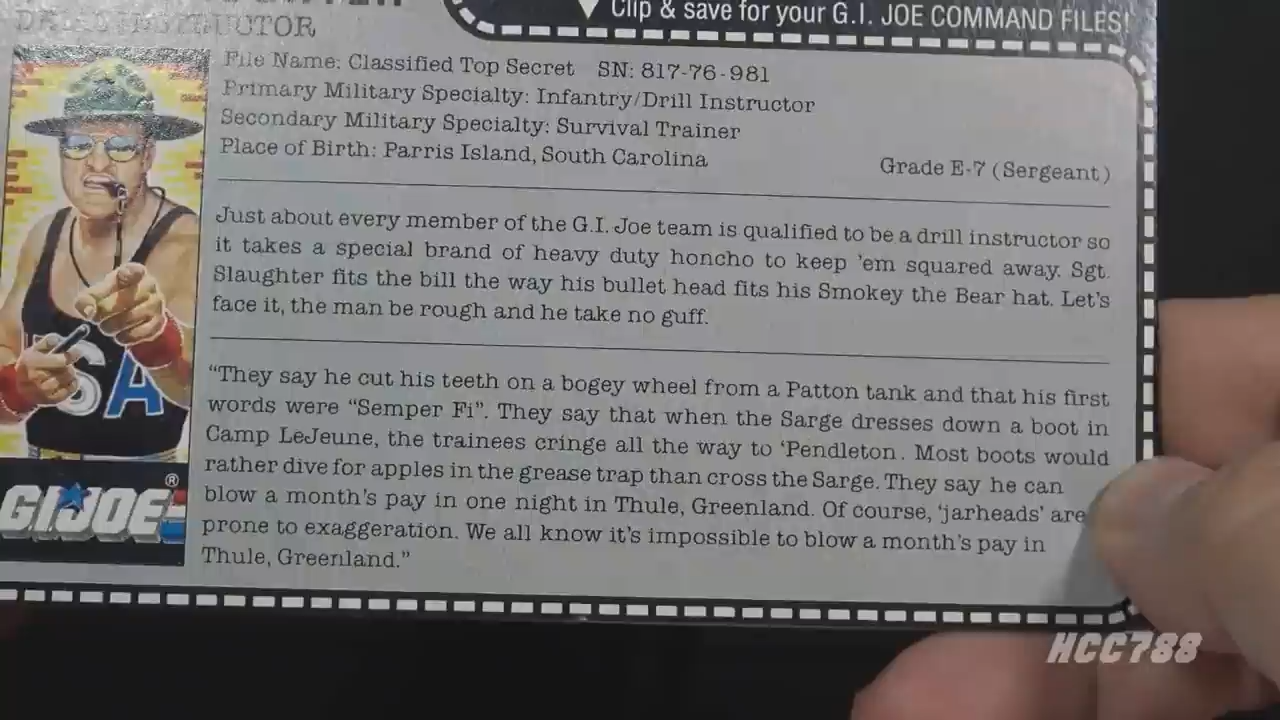 Clip & save for your G.I. JOE COMMAND FILES!
DRILL INSTRUCTOR
File Name: Classified Top Secret SN: 817-76-981
Primary Military Specialty: Infantry/Drill Instructor
Secondary Military Specialty: Survival Trainer
Place of Birth: Parris Island, South Carolina
Grade E-7 (Sergeant)
Just about every member of the G.I. Joe team is qualified to be a drill instructor so
it takes a special brand of heavy duty honcho to keep 'em squared away. Sgt.
Slaughter fits the bill the way his bullet head fits his Smokey the Bear hat. Let's
face it, the man be rough and he take no guff.
"They say he cut his teeth on a bogey wheel from a Patton tank and that his first
words were "Semper Fi". They say that when the Sarge dresses down a boot in
Camp LeJeune, the trainees cringe all the way to 'Pendleton. Most boots would
rather dive for apples in the grease trap than cross the Sarge. They say he can
blow a month's pay in one night in Thule, Greenland. Of course, 'jarheads' are
prone to exaggeration. We all know it's impossible to blow a month's pay in
Thule, Greenland."
SA
GI JOE ®
HCC788